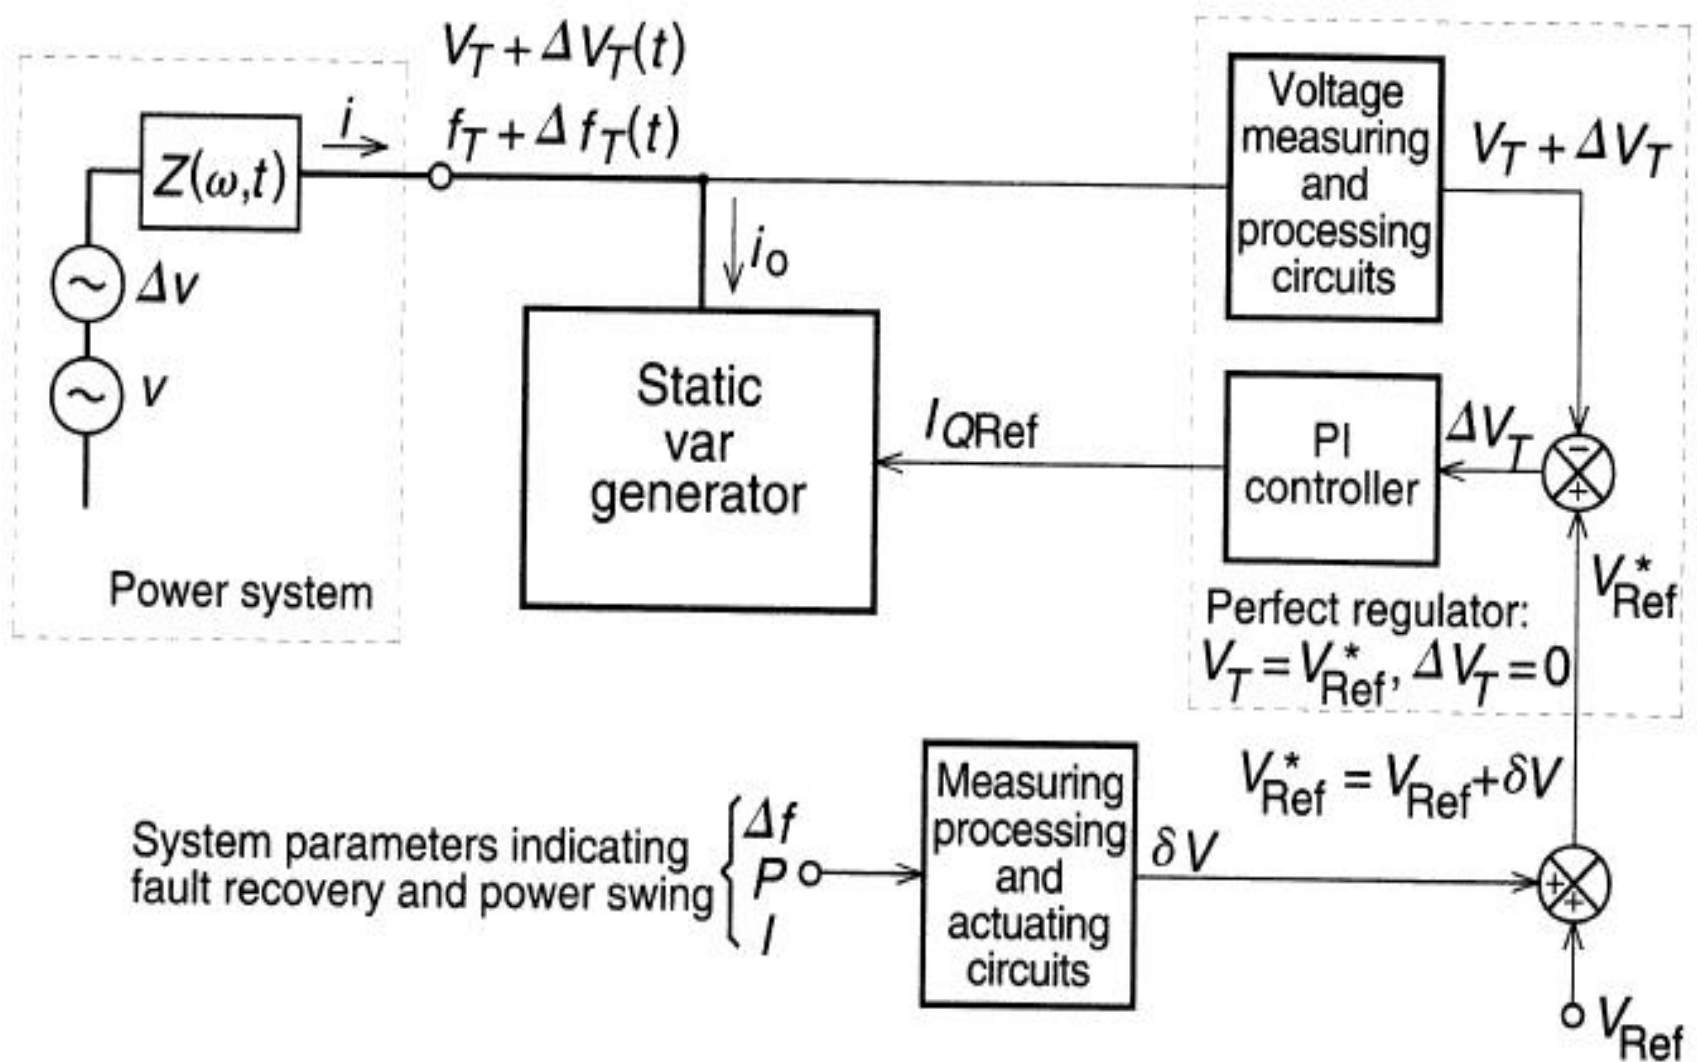 V_T + ΔV_T(t)
f_T + Δf_T(t)
i
Z(ω,t)
Δv
~
v
~
Power system
i_o
Static
var
generator
Voltage
measuring
and
processing
circuits
V_T + ΔV_T
I_QRef
PI
controller
ΔV_T
−
+
V*_Ref
Perfect regulator:
V_T = V*_Ref, ΔV_T = 0
V*_Ref = V_Ref + δV
System parameters indicating
fault recovery and power swing
Δf
P
I
Measuring
processing
and
actuating
circuits
δV
+
+
V_Ref